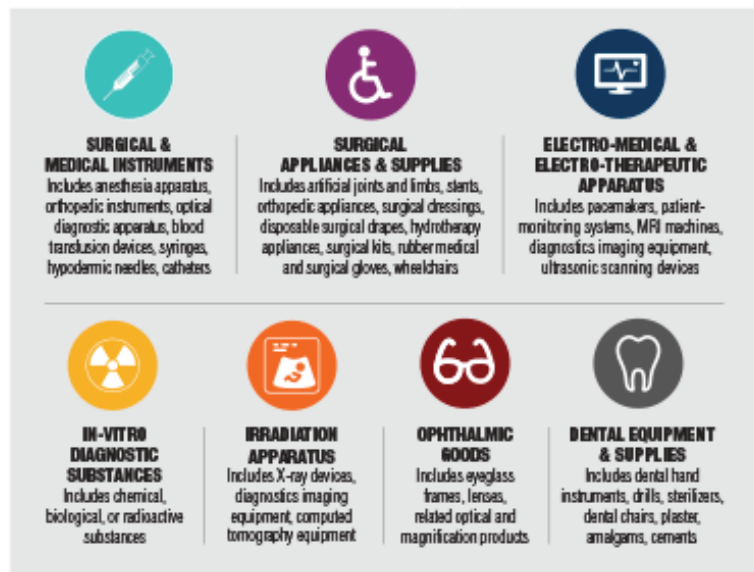 SURGICAL &
MEDICAL INSTRUMENTS
Includes anesthesia apparatus,
orthopedic instruments, optical
diagnostic apparatus, blood
transfusion devices, syringes,
hypodermic needles, catheters
SURGICAL
APPLIANCES & SUPPLIES
Includes artificial joints and limbs, stents,
orthopedic appliances, surgical dressings,
disposable surgical drapes, hydrotherapy
appliances, surgical kits, rubber medical
and surgical gloves, wheelchairs
ELECTRO-MEDICAL &
ELECTRO-THERAPEUTIC
APPARATUS
Includes pacemakers, patient-
monitoring systems, MRI machines,
diagnostics imaging equipment,
ultrasonic scanning devices
IN-VITRO
DIAGNOSTIC
SUBSTANCES
Includes chemical,
biological, or radioactive
substances
IRRADIATION
APPARATUS
Includes X-ray devices,
diagnostics imaging
equipment, computed
tomography equipment
OPHTHALMIC
GOODS
Includes eyeglass
frames, lenses,
related optical and
magnification products
DENTAL EQUIPMENT
& SUPPLIES
Includes dental hand
instruments, drills, sterilizers,
dental chairs, plaster,
amalgams, cements